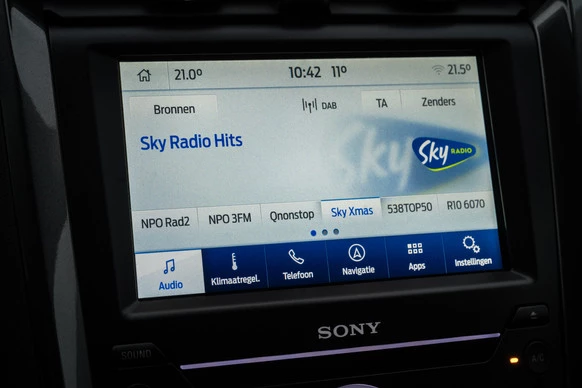 21.0° 10:42 11° 21.5°
Bronnen DAB TA Zenders
Sky Radio Hits
Sky RADIO
NPO Rad2 NPO 3FM Qnonstop Sky Xmas 538TOP50 R10 6070
Audio Klimaatregel. Telefoon Navigatie Apps Instellingen
SONY
SOUND
A/C